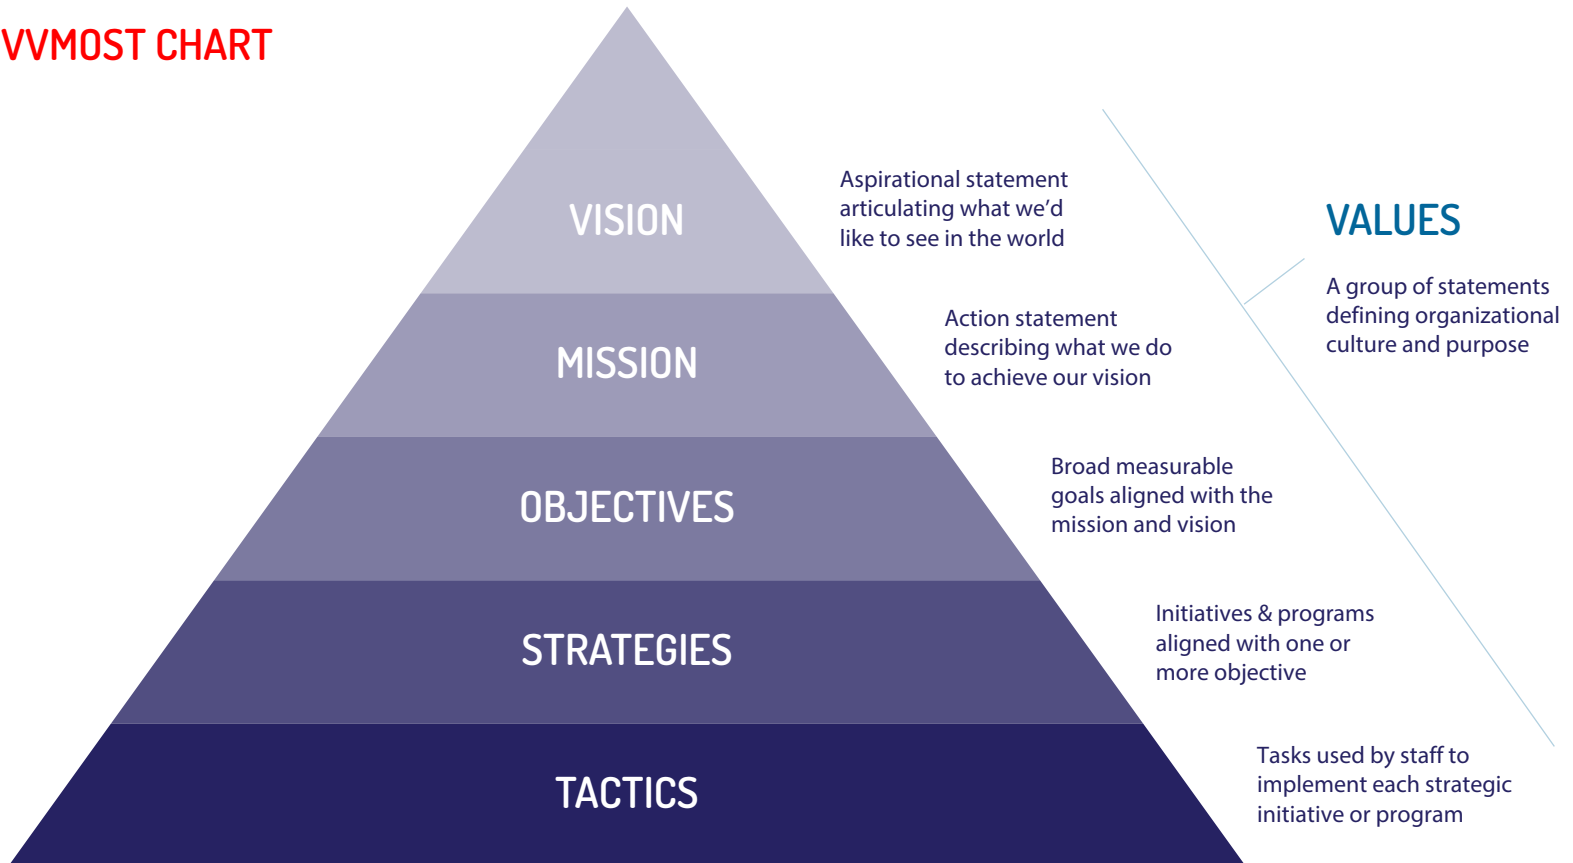 VVMOST CHART
VISION
Aspirational statement
articulating what we’d
like to see in the world
VALUES
A group of statements
defining organizational
culture and purpose
MISSION
Action statement
describing what we do
to achieve our vision
OBJECTIVES
Broad measurable
goals aligned with the
mission and vision
STRATEGIES
Initiatives & programs
aligned with one or
more objective
TACTICS
Tasks used by staff to
implement each strategic
initiative or program